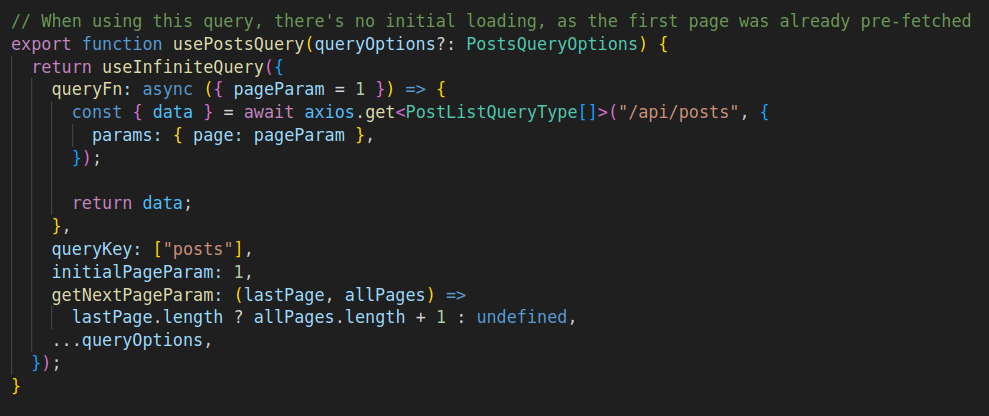 // When using this query, there's no initial loading, as the first page was already pre-fetched
export function usePostsQuery(queryOptions?: PostsQueryOptions) {
  return useInfiniteQuery({
    queryFn: async ({ pageParam = 1 }) => {
      const { data } = await axios.get<PostListQueryType[]>("/api/posts", {
        params: { page: pageParam },
      });

      return data;
    },
    queryKey: ["posts"],
    initialPageParam: 1,
    getNextPageParam: (lastPage, allPages) =>
      lastPage.length ? allPages.length + 1 : undefined,
    ...queryOptions,
  });
}